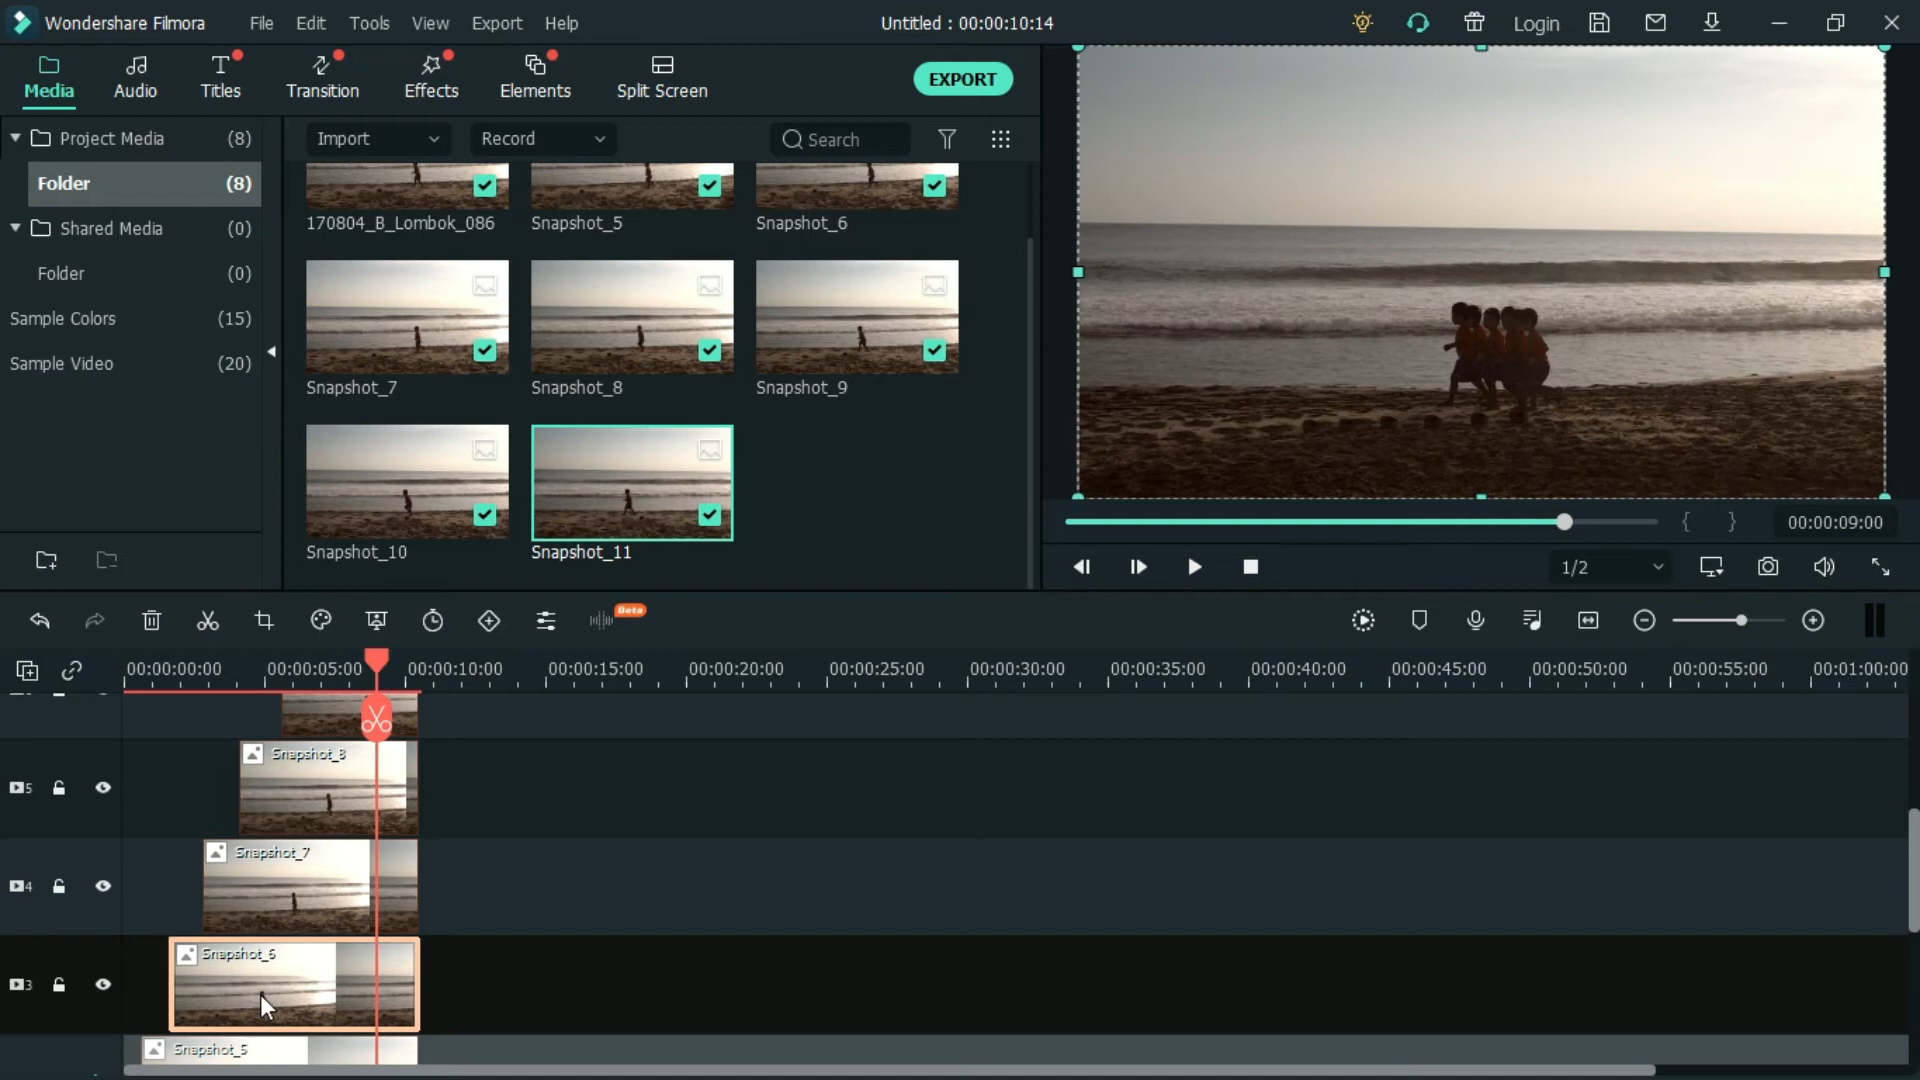 Wondershare Filmora File Edit Tools View Export Help Untitled : 00:00:10:14 Login
Media Audio Titles Transition Effects Elements Split Screen EXPORT
Project Media (8)
Folder (8)
Shared Media (0)
Folder (0)
Sample Colors (15)
Sample Video (20)
Import Record Search
170804_B_Lombok_086 Snapshot_5 Snapshot_6
Snapshot_7 Snapshot_8 Snapshot_9
Snapshot_10 Snapshot_11
00:00:09:00
1/2
Beta
00:00:00:00 00:00:05:00 00:00:10:00 00:00:15:00 00:00:20:00 00:00:25:00 00:00:30:00 00:00:35:00 00:00:40:00 00:00:45:00 00:00:50:00 00:00:55:00 00:01:00:00
Snapshot_8
5
Snapshot_7
4
Snapshot_6
3
Snapshot_5